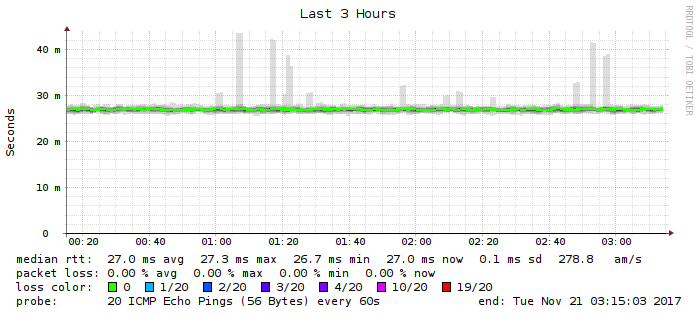 Last 3 Hours
RRDTOOL / TOBI OETIKER
Seconds
40 m
30 m
20 m
10 m
0
00:20 00:40 01:00 01:20 01:40 02:00 02:20 02:40 03:00
median rtt: 27.0 ms avg 27.3 ms max 26.7 ms min 27.0 ms now 0.1 ms sd 278.8 am/s
packet loss: 0.00 % avg 0.00 % max 0.00 % min 0.00 % now
loss color: 0 1/20 2/20 3/20 4/20 10/20 19/20
probe: 20 ICMP Echo Pings (56 Bytes) every 60s end: Tue Nov 21 03:15:03 2017